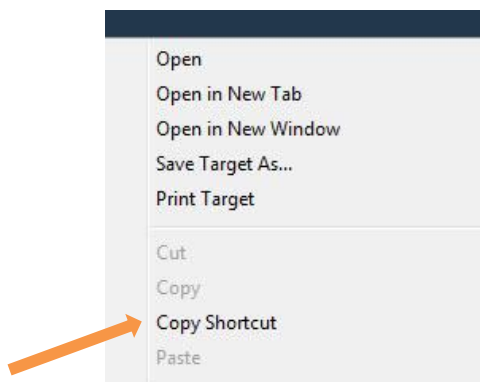 Open
Open in New Tab
Open in New Window
Save Target As...
Print Target
Cut
Copy
Copy Shortcut
Paste